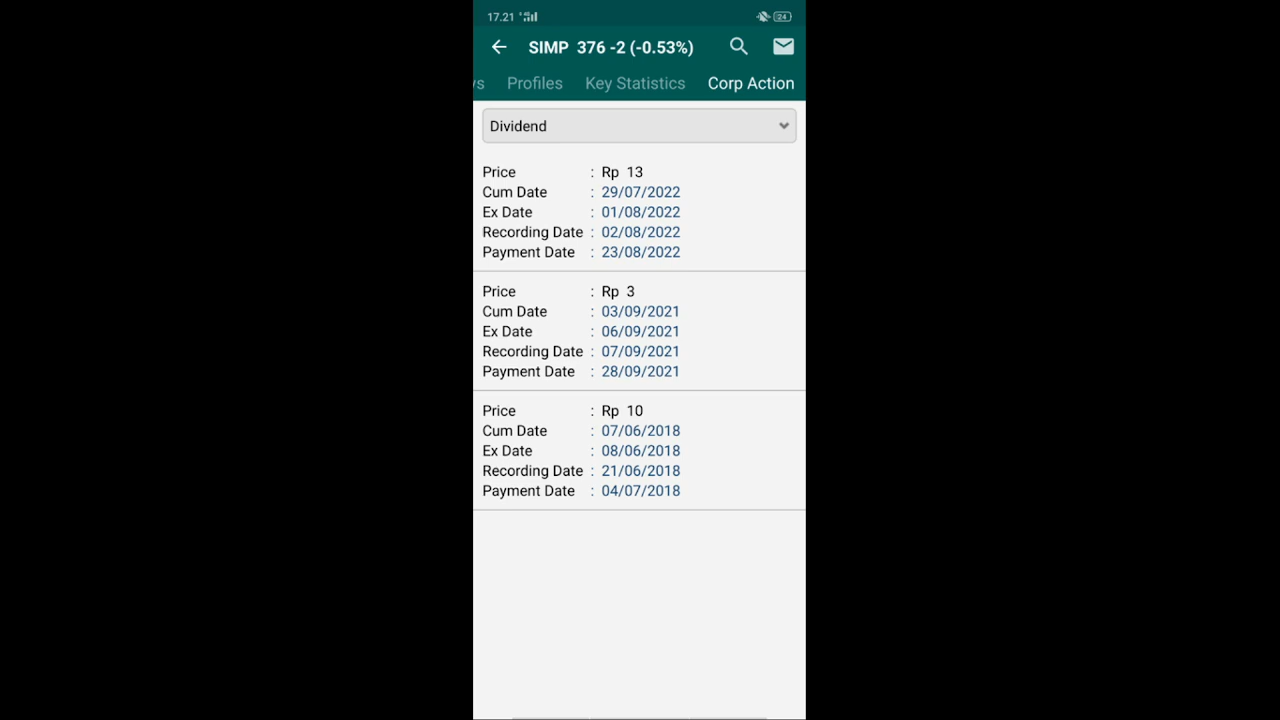 17.21
24
SIMP 376 -2 (-0.53%)
Profiles Key Statistics Corp Action
Dividend
Price : Rp 13
Cum Date : 29/07/2022
Ex Date : 01/08/2022
Recording Date : 02/08/2022
Payment Date : 23/08/2022
Price : Rp 3
Cum Date : 03/09/2021
Ex Date : 06/09/2021
Recording Date : 07/09/2021
Payment Date : 28/09/2021
Price : Rp 10
Cum Date : 07/06/2018
Ex Date : 08/06/2018
Recording Date : 21/06/2018
Payment Date : 04/07/2018